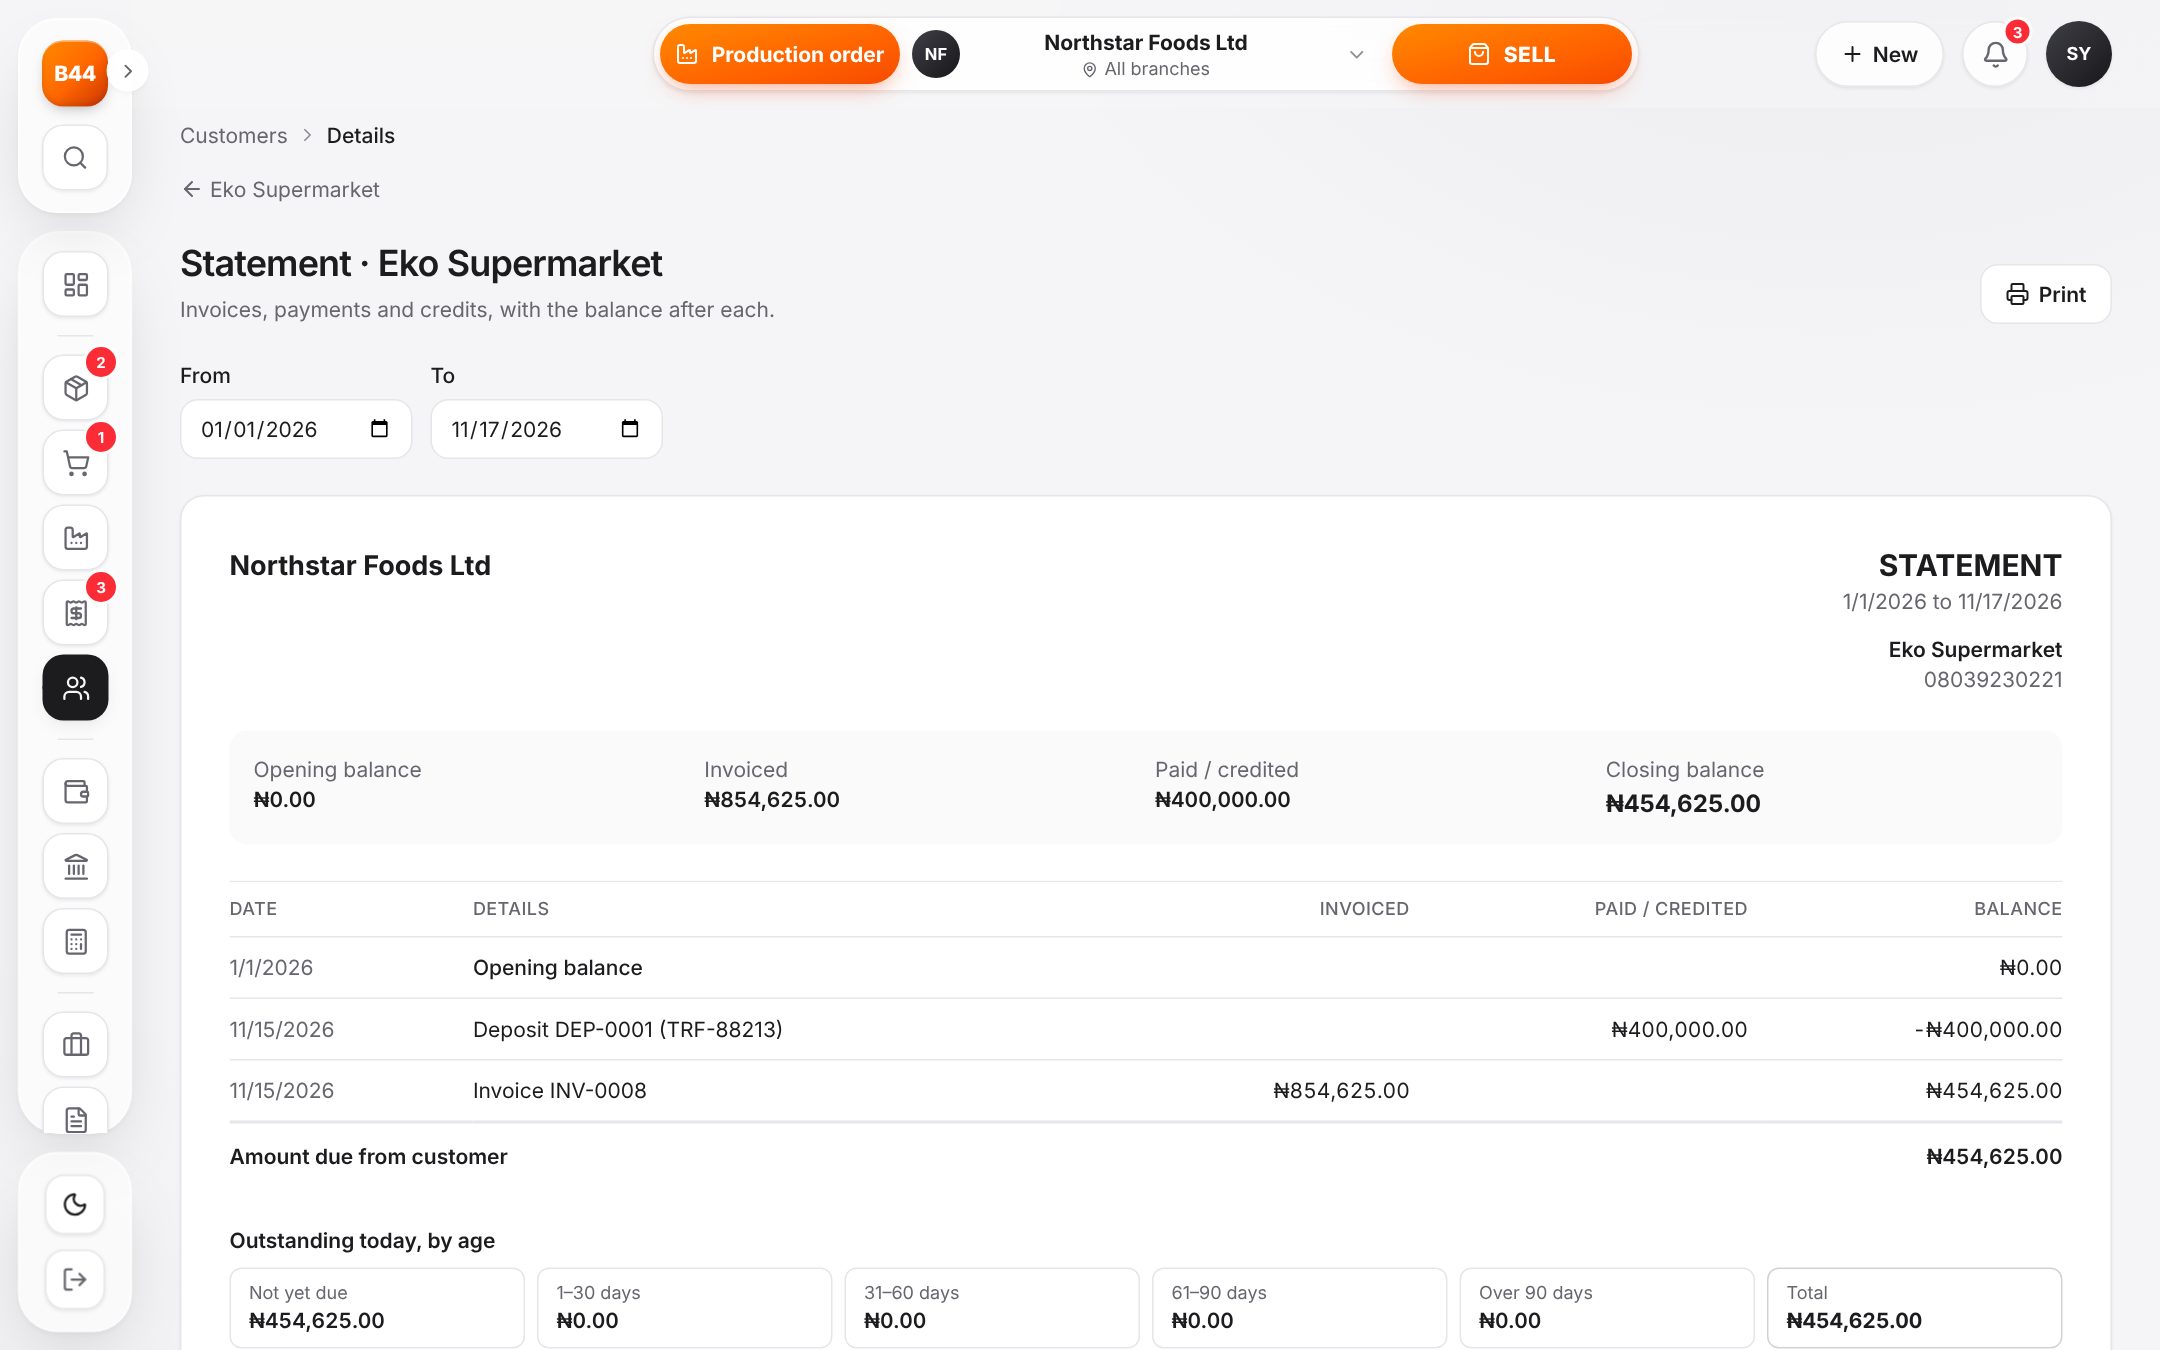 B44
Production order
NF
Northstar Foods Ltd
All branches
SELL
New
3
SY
Customers
Details
Eko Supermarket
Statement · Eko Supermarket
Invoices, payments and credits, with the balance after each.
Print
2
1
3
From
To
01/01/2026
11/17/2026
Northstar Foods Ltd
STATEMENT
1/1/2026 to 11/17/2026
Eko Supermarket
08039230221
Opening balance
₦0.00
Invoiced
₦854,625.00
Paid / credited
₦400,000.00
Closing balance
₦454,625.00
DATE DETAILS INVOICED PAID / CREDITED BALANCE
1/1/2026 Opening balance ₦0.00
11/15/2026 Deposit DEP-0001 (TRF-88213) ₦400,000.00 -₦400,000.00
11/15/2026 Invoice INV-0008 ₦854,625.00 ₦454,625.00
Amount due from customer ₦454,625.00
Outstanding today, by age
Not yet due
₦454,625.00
1–30 days
₦0.00
31–60 days
₦0.00
61–90 days
₦0.00
Over 90 days
₦0.00
Total
₦454,625.00